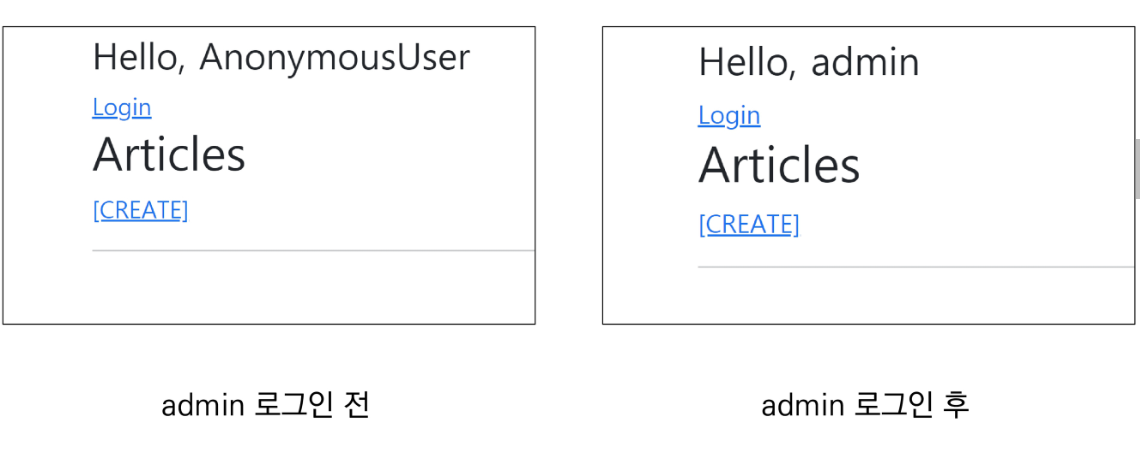 Hello, AnonymousUser
Login
Articles
[CREATE]
admin 로그인 전
Hello, admin
Login
Articles
[CREATE]
admin 로그인 후